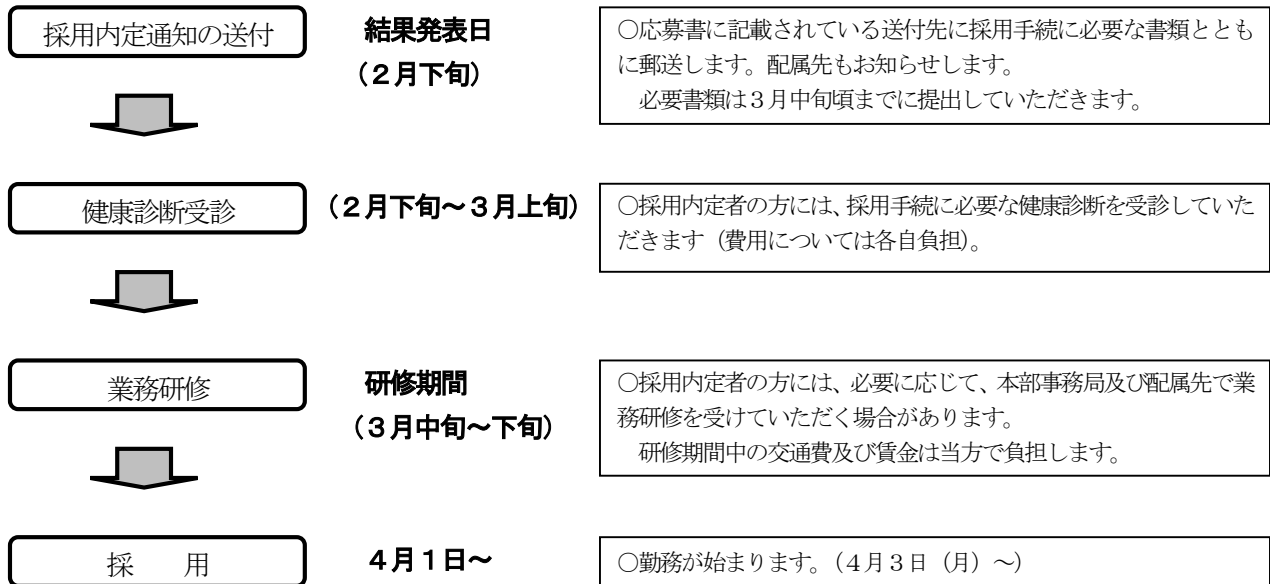 採用内定通知の送付
結果発表日
(2月下旬)
○応募書に記載されている送付先に採用手続に必要な書類ととも
に郵送します。配属先もお知らせします。
必要書類は3月中旬頃までに提出していただきます。
健康診断受診
(2月下旬~3月上旬)
○採用内定者の方には、採用手続に必要な健康診断を受診していた
だきます(費用については各自負担)。
業務研修
研修期間
(3月中旬~下旬)
○採用内定者の方には、必要に応じて、本部事務局及び配属先で業
務研修を受けていただく場合があります。
研修期間中の交通費及び賃金は当方で負担します。
採 用
4月1日~
○勤務が始まります。(4月3日(月)~)